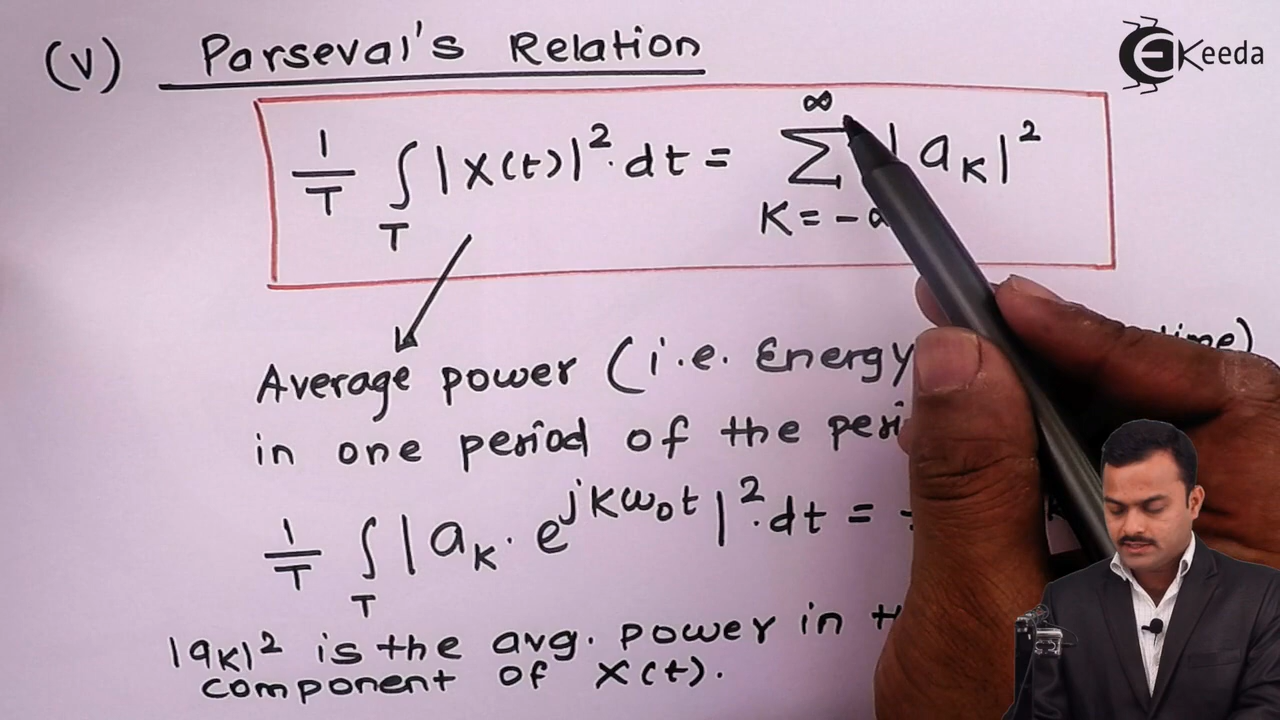 EKeeda
(V) Parseval's Relation
1/T ∫_T |x(t)|². dt = Σ_{K=-∞}^{∞} |a_K|²
Average power (i.e. Energy time)
in one period of the
1/T ∫_T |a_K. e^{jKω₀t}|². dt =
|a_K|² is the avg. power in
component of x(t).